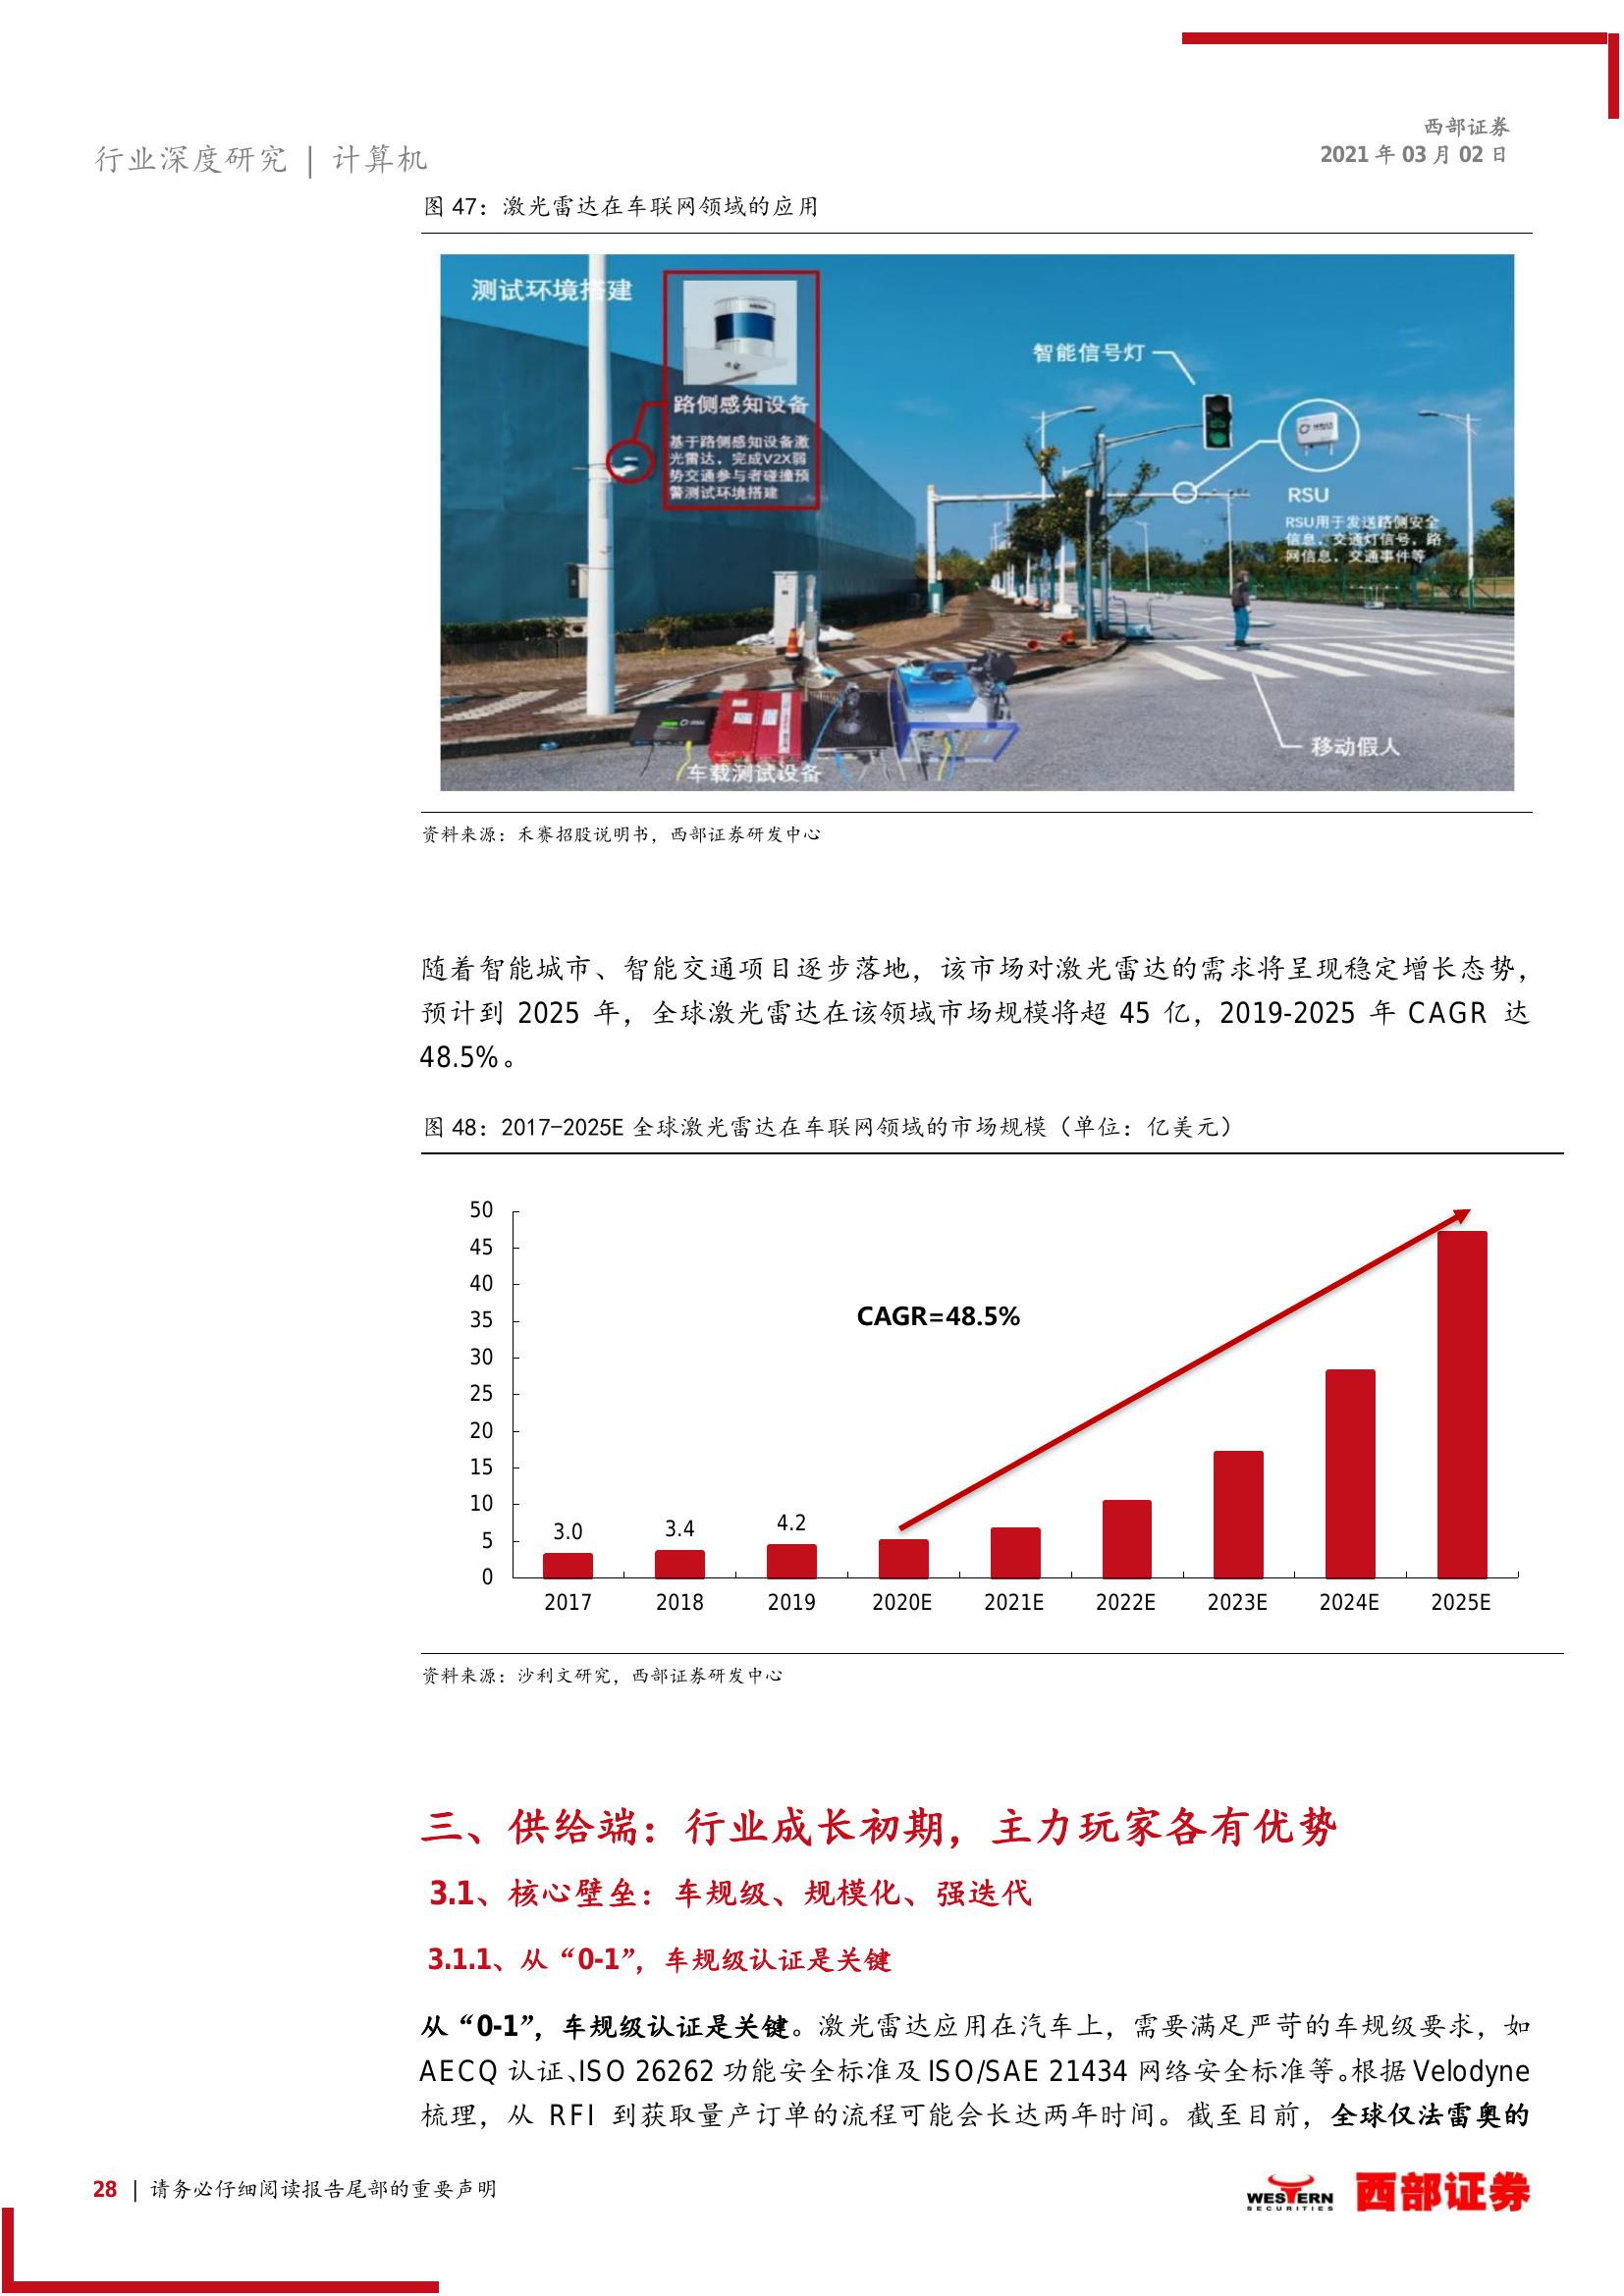 西部证券
行业深度研究 | 计算机
2021 年 03 月 02 日
图 47：激光雷达在车联网领域的应用
测试环境搭建
路侧感知设备
基于路侧感知设备激
光雷达，完成V2X弱
势交通参与者碰撞预
警测试环境搭建
智能信号灯
RSU
RSU用于发送路侧安全
信息，交通灯信号，路
网信息，交通事件等
移动假人
车载测试设备
资料来源：禾赛招股说明书，西部证券研发中心
随着智能城市、智能交通项目逐步落地，该市场对激光雷达的需求将呈现稳定增长态势，
预计到 2025 年，全球激光雷达在该领域市场规模将超 45 亿，2019-2025 年 CAGR 达
48.5%。
图 48：2017-2025E 全球激光雷达在车联网领域的市场规模（单位：亿美元）
50
45
40
35
30
25
20
15
10
5
0
CAGR=48.5%
3.0 3.4 4.2
2017 2018 2019 2020E 2021E 2022E 2023E 2024E 2025E
资料来源：沙利文研究，西部证券研发中心
三、供给端：行业成长初期，主力玩家各有优势
3.1、核心壁垒：车规级、规模化、强迭代
3.1.1、从“0-1”，车规级认证是关键
从“0-1”，车规级认证是关键。激光雷达应用在汽车上，需要满足严苛的车规级要求，如
AECQ 认证、ISO 26262 功能安全标准及 ISO/SAE 21434 网络安全标准等。根据 Velodyne
梳理，从 RFI 到获取量产订单的流程可能会长达两年时间。截至目前，全球仅法雷奥的
28 | 请务必仔细阅读报告尾部的重要声明
WESTERN
SECURITIES
西部证券